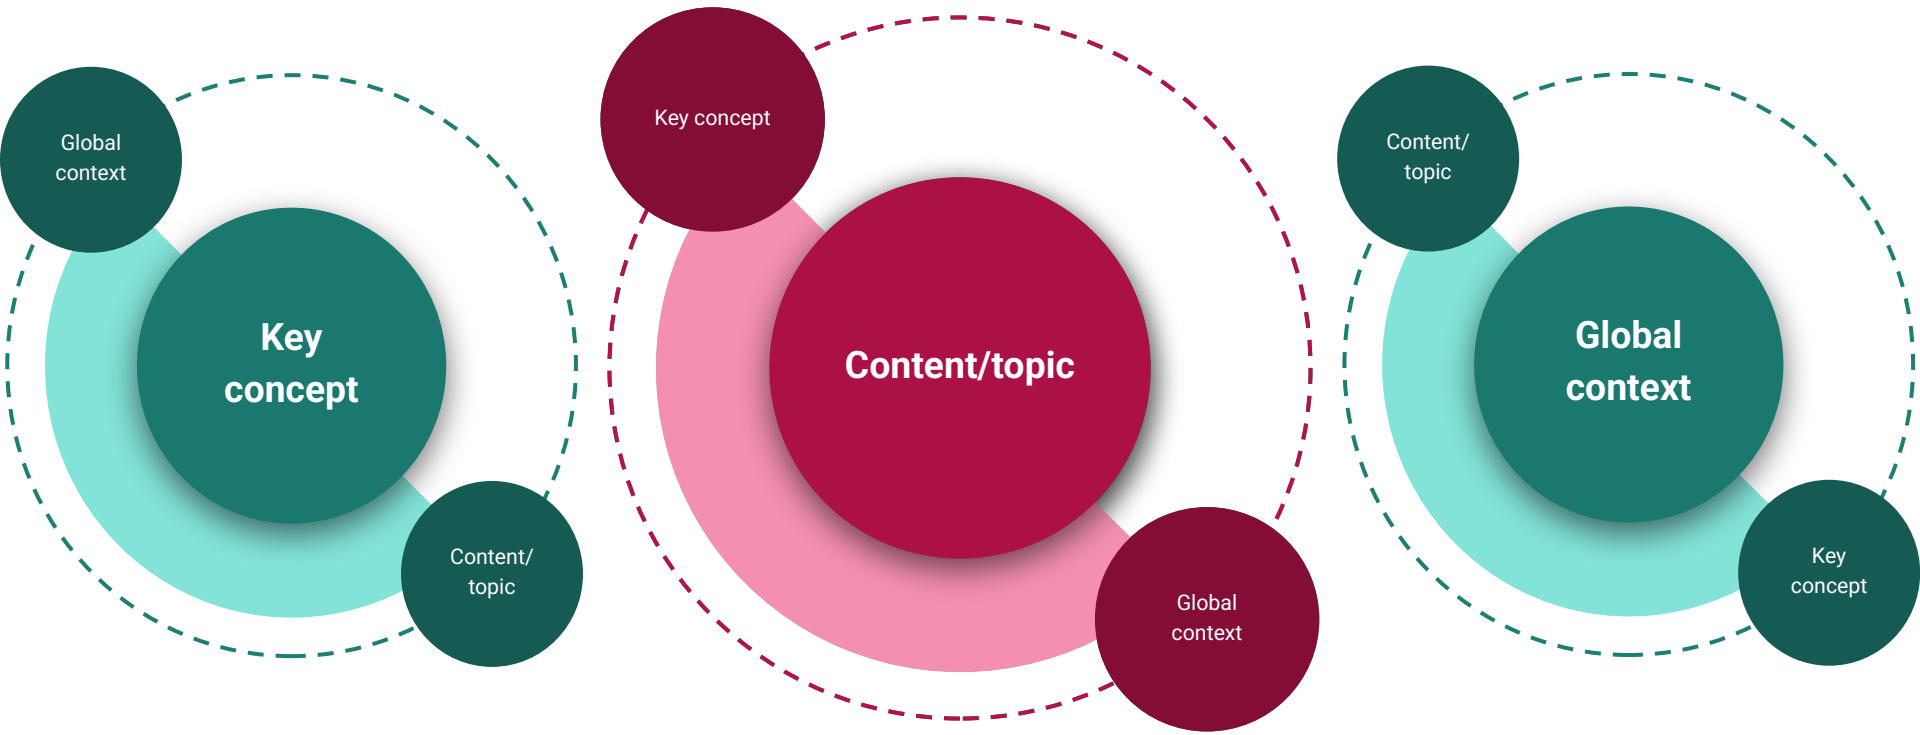 Global
context
Key
concept
Content/
topic
Key concept
Content/topic
Global
context
Content/
topic
Global
context
Key
concept